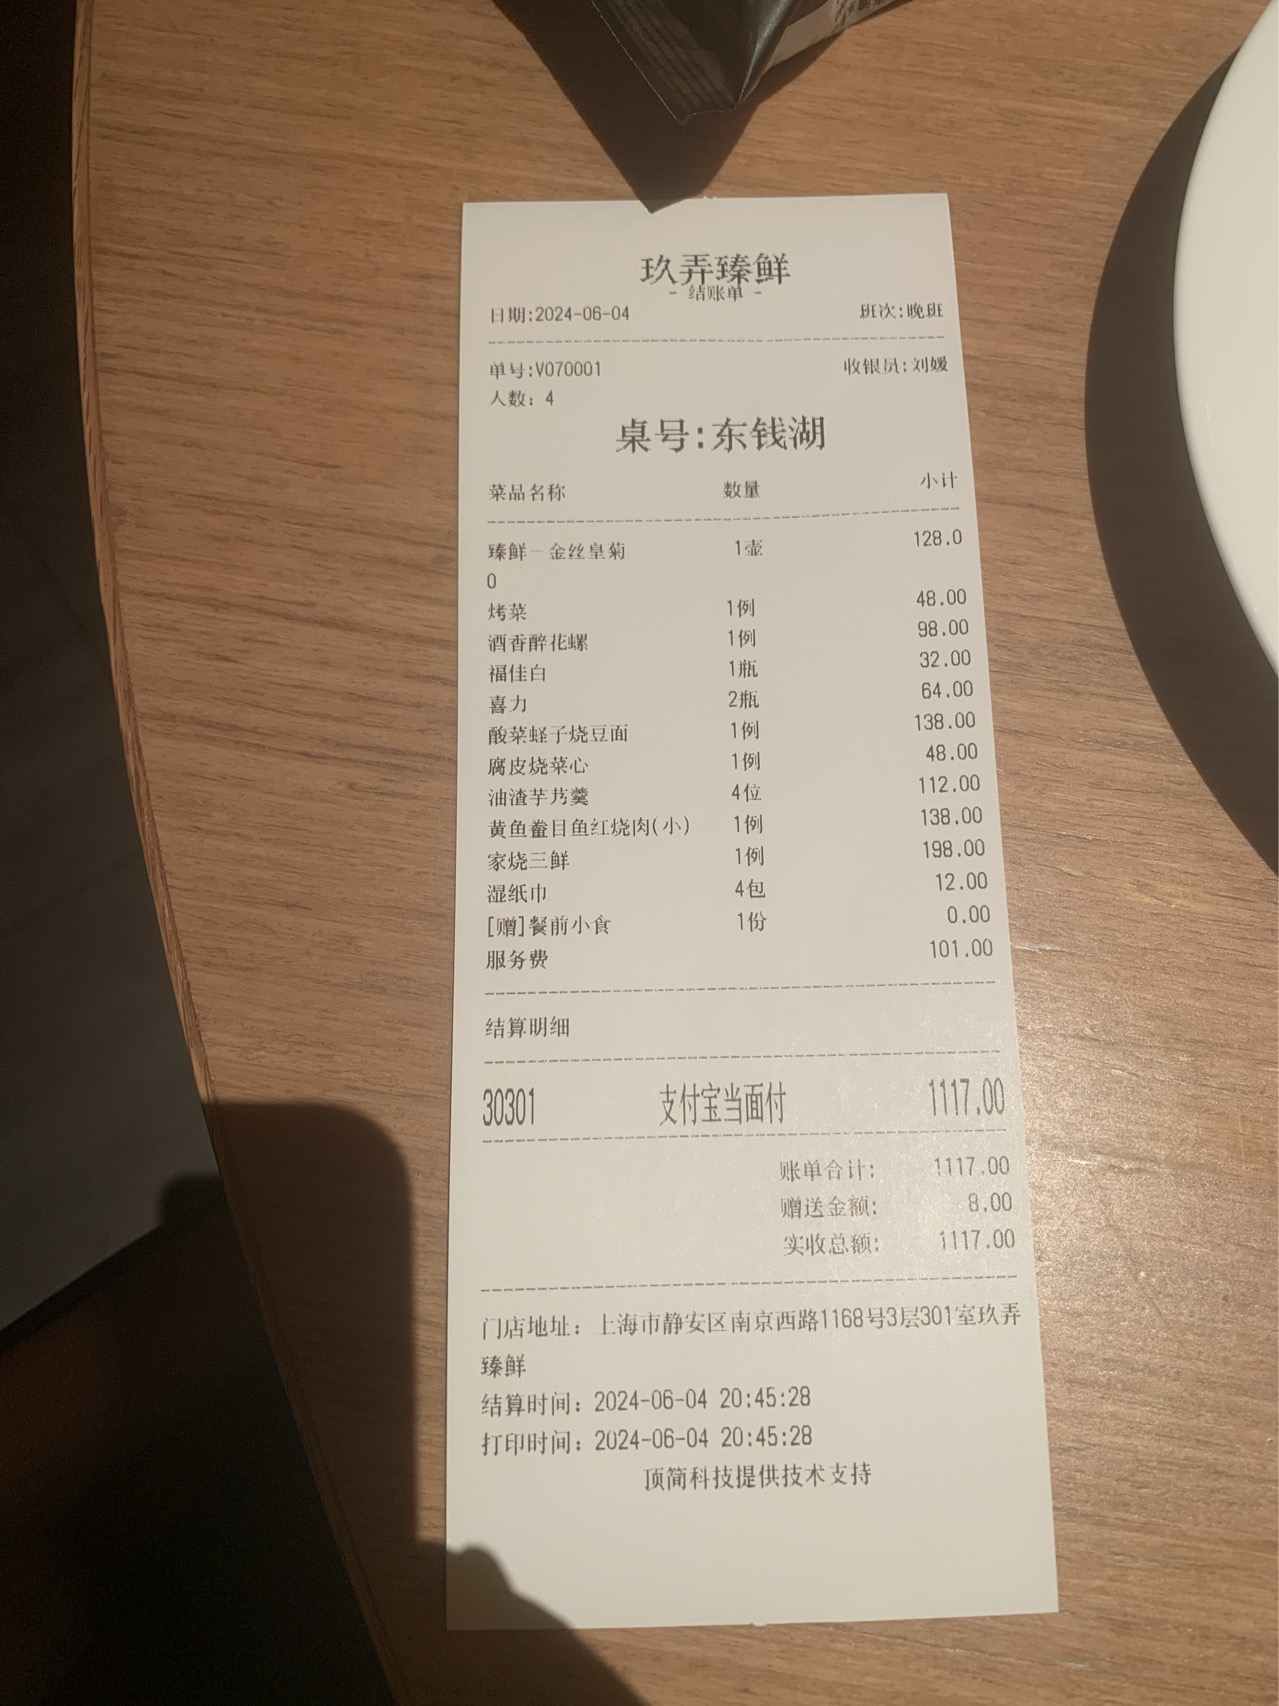 玖弄臻鲜
- 结账单 -
日期:2024-06-04 班次:晚班
单号:V070001 收银员:刘媛
人数: 4
桌号:东钱湖
菜品名称 数量 小计
臻鲜－金丝皇菊 1壶 128.0
0
烤菜 1例 48.00
酒香醉花螺 1例 98.00
福佳白 1瓶 32.00
喜力 2瓶 64.00
酸菜蛏子烧豆面 1例 138.00
腐皮烧菜心 1例 48.00
油渣芋艿羹 4位 112.00
黄鱼鲞目鱼红烧肉(小) 1例 138.00
家烧三鲜 1例 198.00
湿纸巾 4包 12.00
[赠]餐前小食 1份 0.00
服务费 101.00
结算明细
30301 支付宝当面付 1117.00
账单合计: 1117.00
赠送金额: 8.00
实收总额: 1117.00
门店地址: 上海市静安区南京西路1168号3层301室玖弄
臻鲜
结算时间: 2024-06-04 20:45:28
打印时间: 2024-06-04 20:45:28
顶简科技提供技术支持